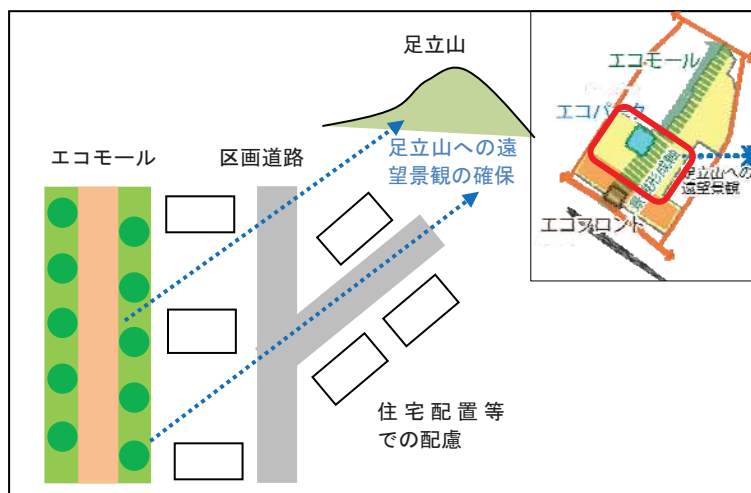 足立山
エコモール
区画道路
足立山への遠
望景観の確保
住宅配置等
での配慮
エコモール
エコパーク
足立山への
遠望景観
エコフロント